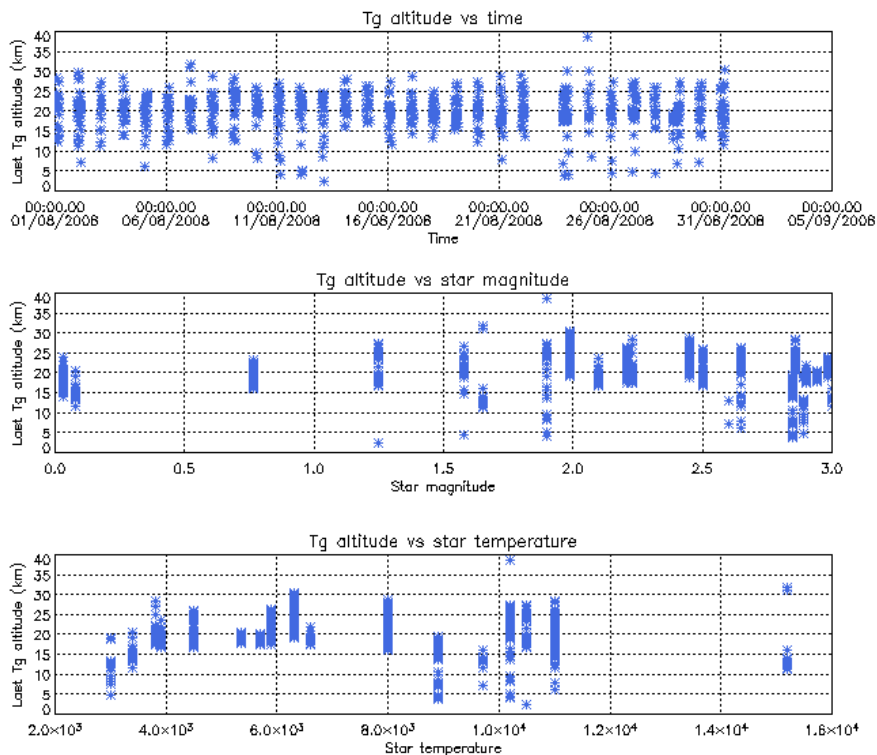 Tg altitude vs time
Last Tg altitude (km)
40
35
30
25
20
15
10
5
0
00:00.00 00:00.00 00:00.00 00:00.00 00:00.00 00:00.00 00:00.00 00:00.00
01/08/2008 06/08/2008 11/08/2008 16/08/2008 21/08/2008 26/08/2008 31/08/2008 05/09/2008
Time
Tg altitude vs star magnitude
Last Tg altitude (km)
40
35
30
25
20
15
10
5
0
0.0 0.5 1.0 1.5 2.0 2.5 3.0
Star magnitude
Tg altitude vs star temperature
Last Tg altitude (km)
40
35
30
25
20
15
10
5
0
2.0×10³ 4.0×10³ 6.0×10³ 8.0×10³ 1.0×10⁴ 1.2×10⁴ 1.4×10⁴ 1.6×10⁴
Star temperature